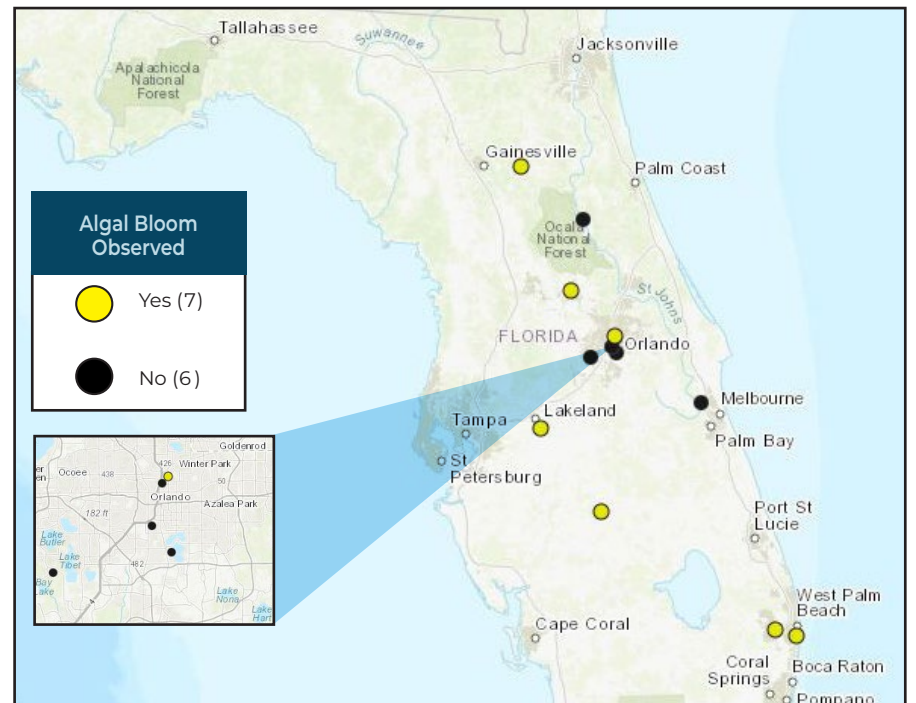 Tallahassee
Suwannee
Jacksonville
Apalachicola
National
Forest
Gainesville
Palm Coast
Algal Bloom
Observed
Yes (7)
No (6)
Ocala
National
Forest
St Johns
FLORIDA
Orlando
Lakeland
Tampa
St
Petersburg
Melbourne
Palm Bay
Goldenrod
426
Winter Park
Ocoee
438
50
Orlando
Azalea Park
182 ft
Lake
Butler
Lake
Tibet
482
Bay
Lake
Lake
Nona
Lake
Hart
Port St
Lucie
West Palm
Beach
Cape Coral
Coral
Springs
Boca Raton
Pompano